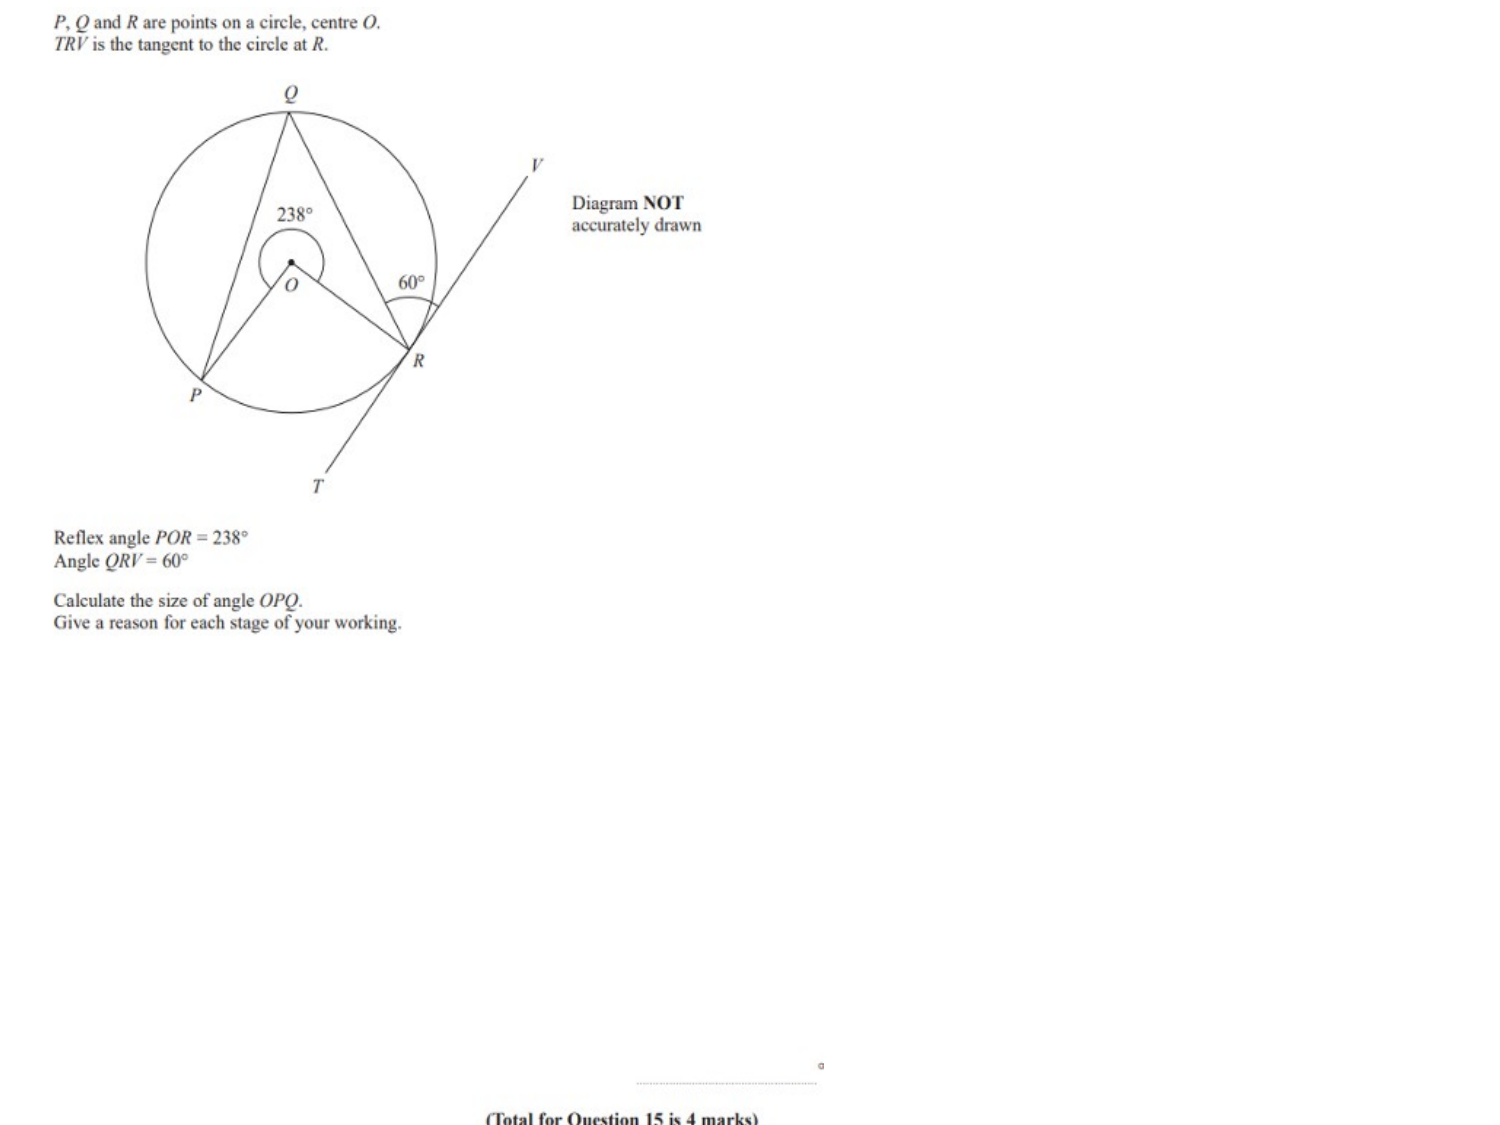 P, Q and R are points on a circle, centre O.
TRV is the tangent to the circle at R.
Q
V
Diagram NOT
accurately drawn
238°
60°
O
R
P
T
Reflex angle POR = 238°
Angle QRV = 60°
Calculate the size of angle OPQ.
Give a reason for each stage of your working.
°
(Total for Question 15 is 4 marks)